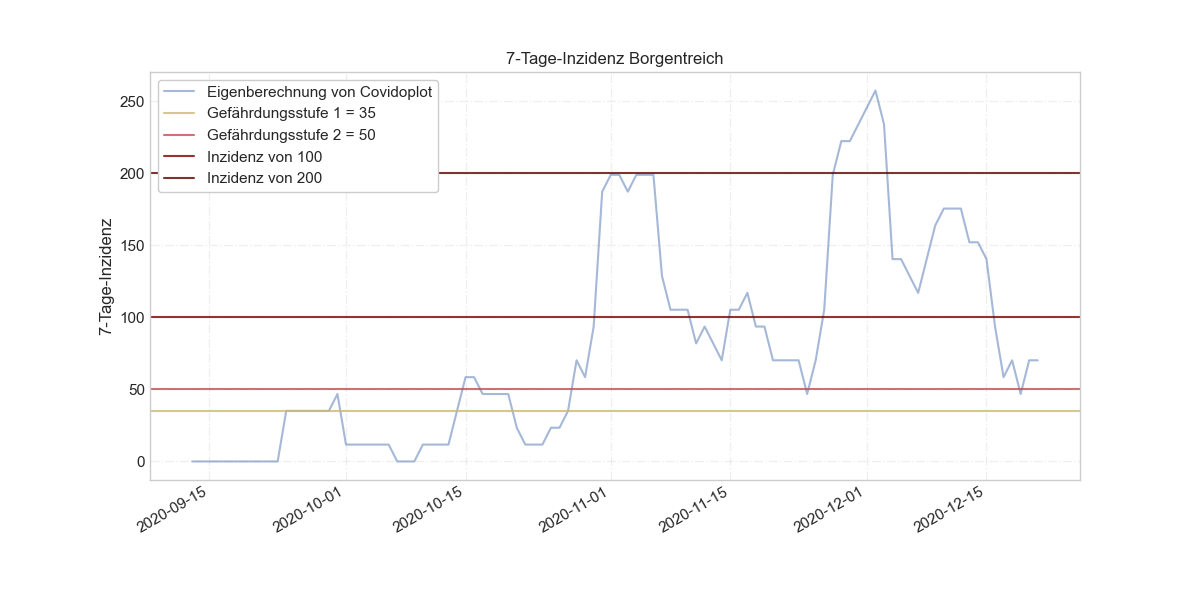 7-Tage-Inzidenz Borgentreich
Eigenberechnung von Covidoplot
Gefährdungsstufe 1 = 35
Gefährdungsstufe 2 = 50
Inzidenz von 100
Inzidenz von 200
7-Tage-Inzidenz
250
200
150
100
50
0
2020-09-15
2020-10-01
2020-10-15
2020-11-01
2020-11-15
2020-12-01
2020-12-15